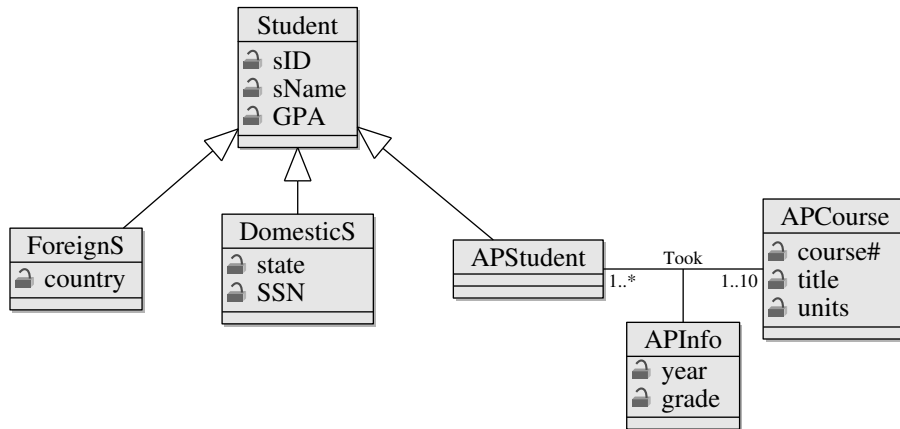 Student
sID
sName
GPA
ForeignS
country
DomesticS
state
SSN
APStudent
Took
1..*
1..10
APCourse
course#
title
units
APInfo
year
grade